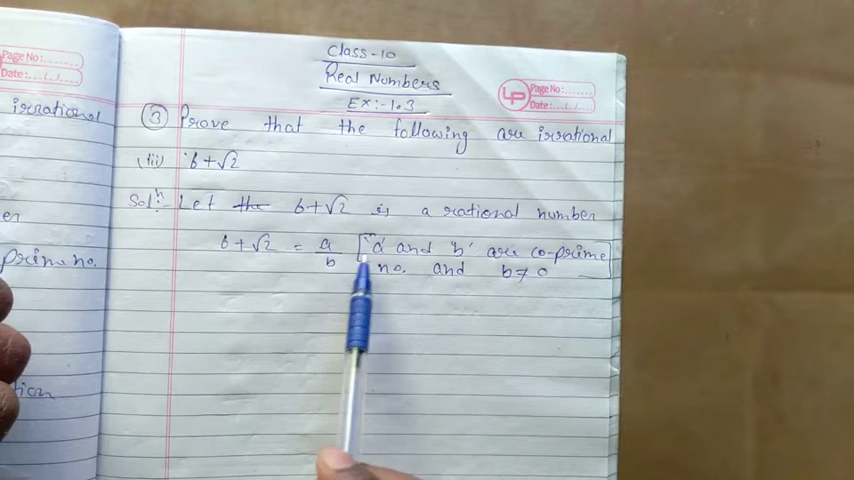 Page No:.......
Date:.../.../...
irrational
er
prime no.
tion
Class-10
Real Numbers
Ex:-1.3
LP
Page No:.......
Date:.../.../...
(3) Prove that the following are irrational
(iii) 6+√2
Solⁿ:- Let the 6+√2 is a rational number
6+√2 = a/b ["a' and 'b' are co-prime
no. and b≠0]